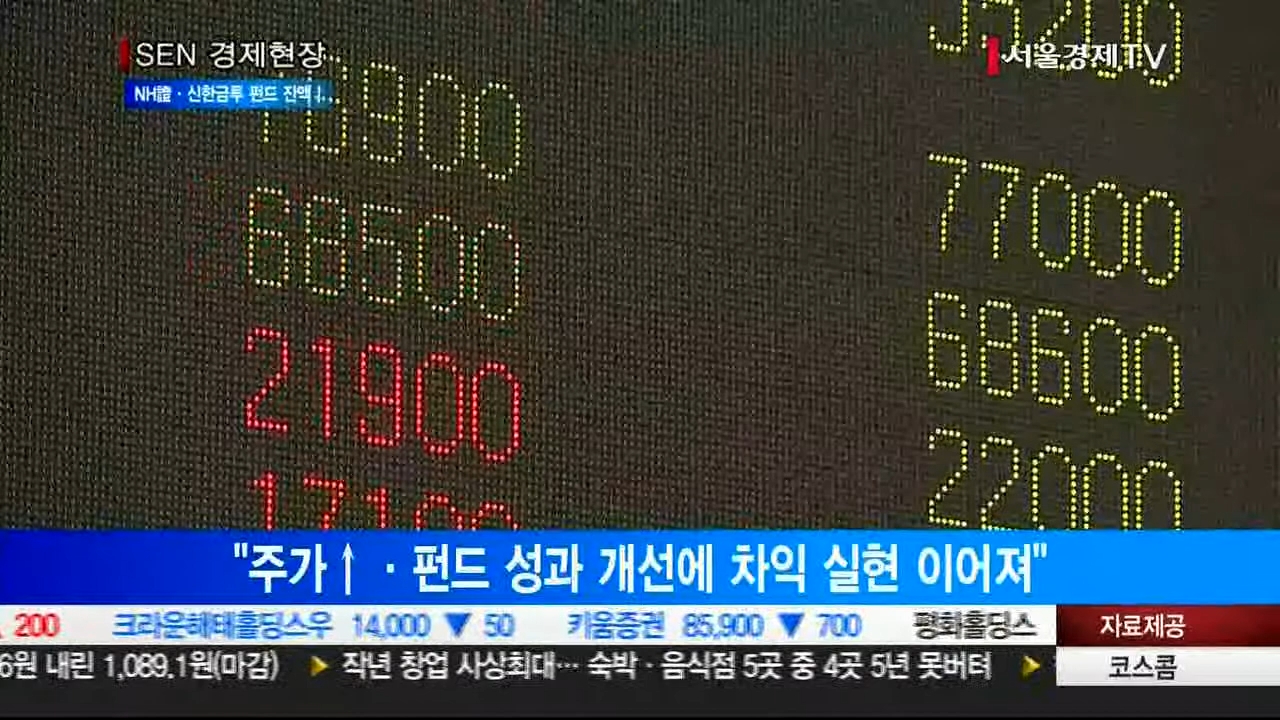 SEN 경제현장
서울경제TV
NH證·신한금투 펀드 잔액↓..
77000
68500
68600
21900
22000
"주가↑·펀드 성과 개선에 차익 실현 이어져"
200 크라운해태홀딩스우 14,000 ▼ 50 키움증권 85,900 ▼ 700 평화홀딩스
자료제공
6원 내린 1,089.1원(마감) ▶ 작년 창업 사상최대… 숙박·음식점 5곳 중 4곳 5년 못버텨 ▶
코스콤